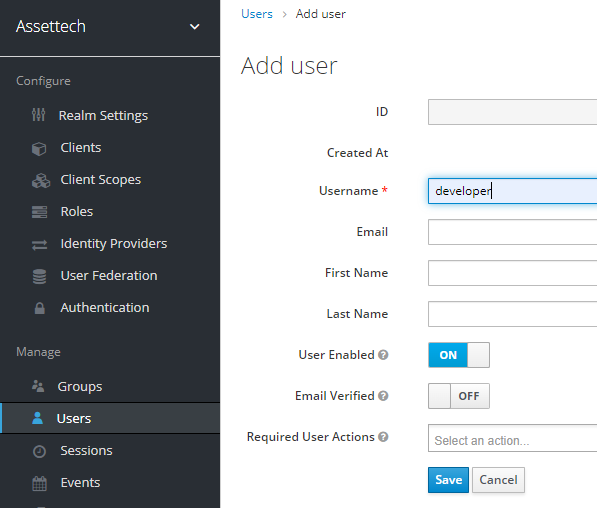 Assettech
Configure
Realm Settings
Clients
Client Scopes
Roles
Identity Providers
User Federation
Authentication
Manage
Groups
Users
Sessions
Events
Users > Add user
Add user
ID
Created At
Username * developer
Email
First Name
Last Name
User Enabled ON
Email Verified OFF
Required User Actions Select an action...
Save Cancel